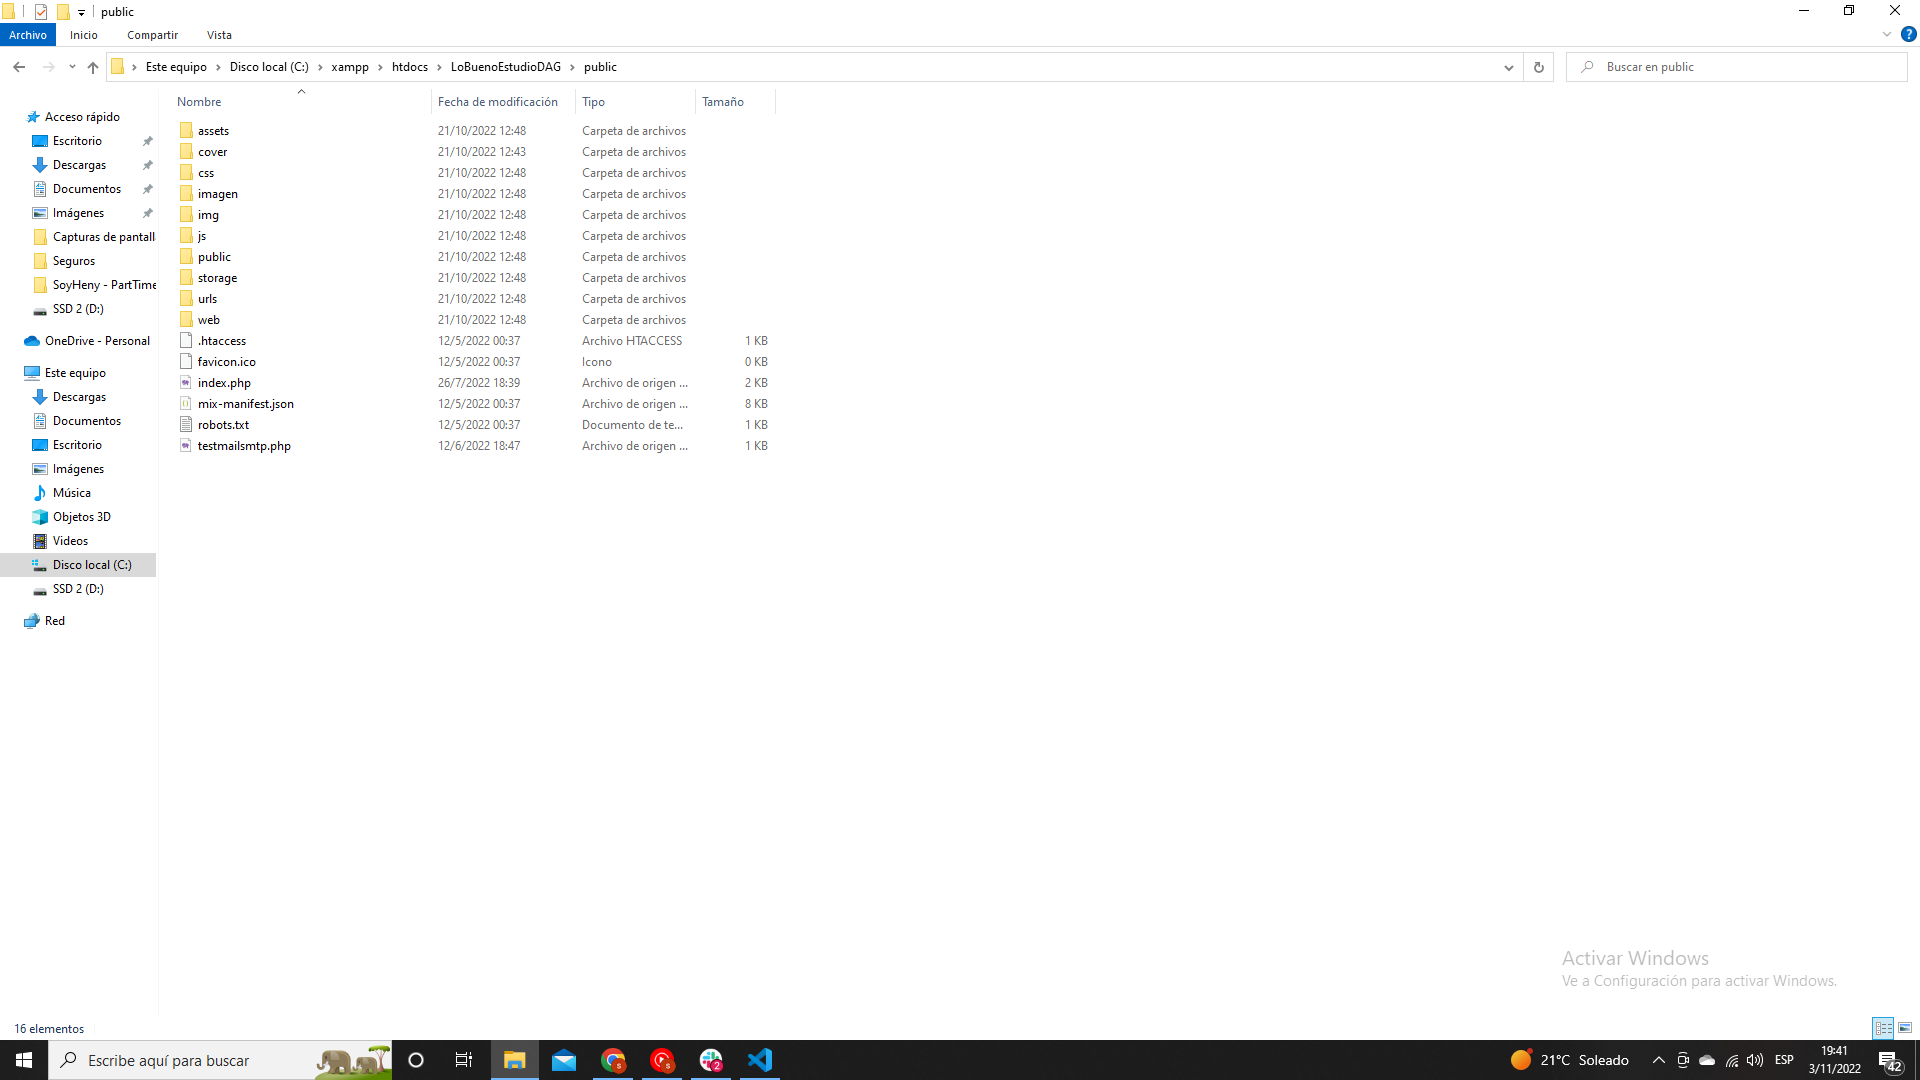 public
Archivo Inicio Compartir Vista
Este equipo Disco local (C:) xampp htdocs LoBuenoEstudioDAG public
Buscar en public
Nombre Fecha de modificación Tipo Tamaño
assets 21/10/2022 12:48 Carpeta de archivos
cover 21/10/2022 12:43 Carpeta de archivos
css 21/10/2022 12:48 Carpeta de archivos
imagen 21/10/2022 12:48 Carpeta de archivos
img 21/10/2022 12:48 Carpeta de archivos
js 21/10/2022 12:48 Carpeta de archivos
public 21/10/2022 12:48 Carpeta de archivos
storage 21/10/2022 12:48 Carpeta de archivos
urls 21/10/2022 12:48 Carpeta de archivos
web 21/10/2022 12:48 Carpeta de archivos
.htaccess 12/5/2022 00:37 Archivo HTACCESS 1 KB
favicon.ico 12/5/2022 00:37 Icono 0 KB
index.php 26/7/2022 18:39 Archivo de origen ... 2 KB
mix-manifest.json 12/5/2022 00:37 Archivo de origen ... 8 KB
robots.txt 12/5/2022 00:37 Documento de te... 1 KB
testmailsmtp.php 12/6/2022 18:47 Archivo de origen ... 1 KB
Acceso rápido
Escritorio
Descargas
Documentos
Imágenes
Capturas de pantall
Seguros
SoyHeny - PartTime
SSD 2 (D:)
OneDrive - Personal
Este equipo
Descargas
Documentos
Escritorio
Imágenes
Música
Objetos 3D
Videos
Disco local (C:)
SSD 2 (D:)
Red
Activar Windows
Ve a Configuración para activar Windows.
16 elementos
Escribe aquí para buscar
S
S
2
21°C Soleado
ESP
19:41
3/11/2022
42